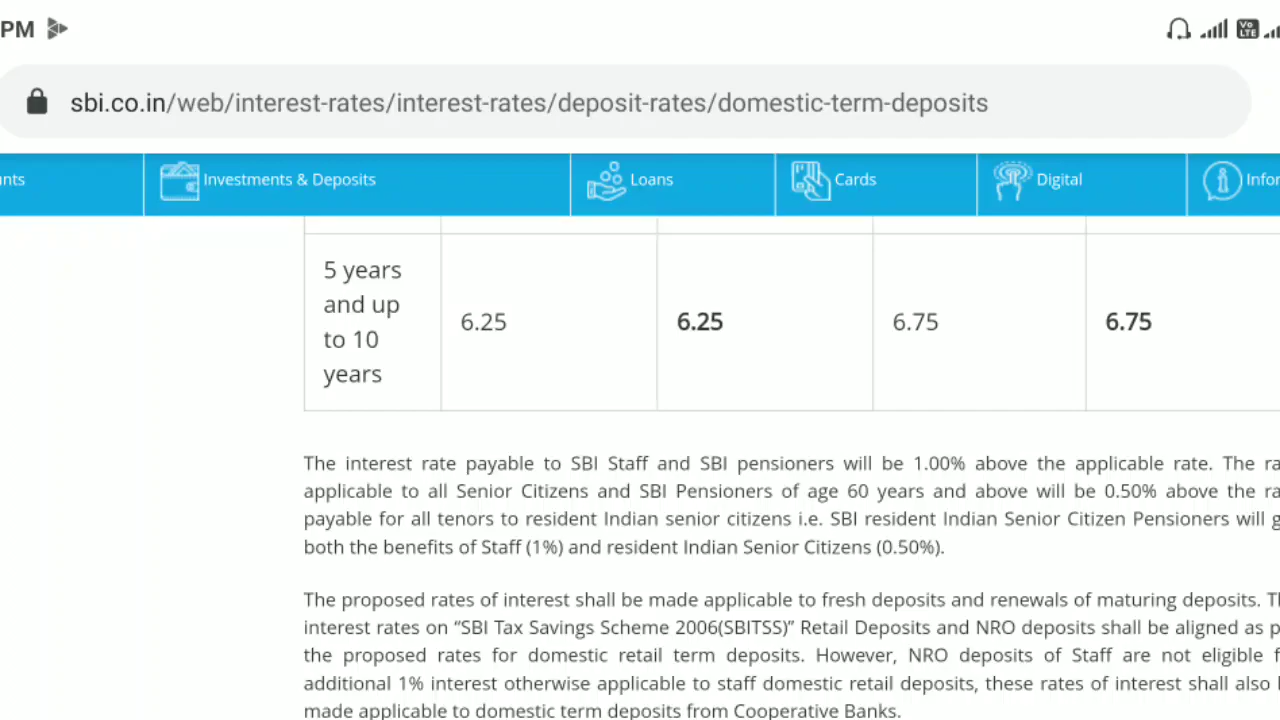 PM
Vo LTE
sbi.co.in/web/interest-rates/interest-rates/deposit-rates/domestic-term-deposits
Investments & Deposits Loans Cards Digital
5 years
and up
to 10
years
6.25 6.25 6.75 6.75
The interest rate payable to SBI Staff and SBI pensioners will be 1.00% above the applicable rate. The
applicable to all Senior Citizens and SBI Pensioners of age 60 years and above will be 0.50% above the
payable for all tenors to resident Indian senior citizens i.e. SBI resident Indian Senior Citizen Pensioners will
both the benefits of Staff (1%) and resident Indian Senior Citizens (0.50%).
The proposed rates of interest shall be made applicable to fresh deposits and renewals of maturing deposits.
interest rates on “SBI Tax Savings Scheme 2006(SBITSS)” Retail Deposits and NRO deposits shall be aligned as
the proposed rates for domestic retail term deposits. However, NRO deposits of Staff are not eligible
additional 1% interest otherwise applicable to staff domestic retail deposits, these rates of interest shall also
made applicable to domestic term deposits from Cooperative Banks.